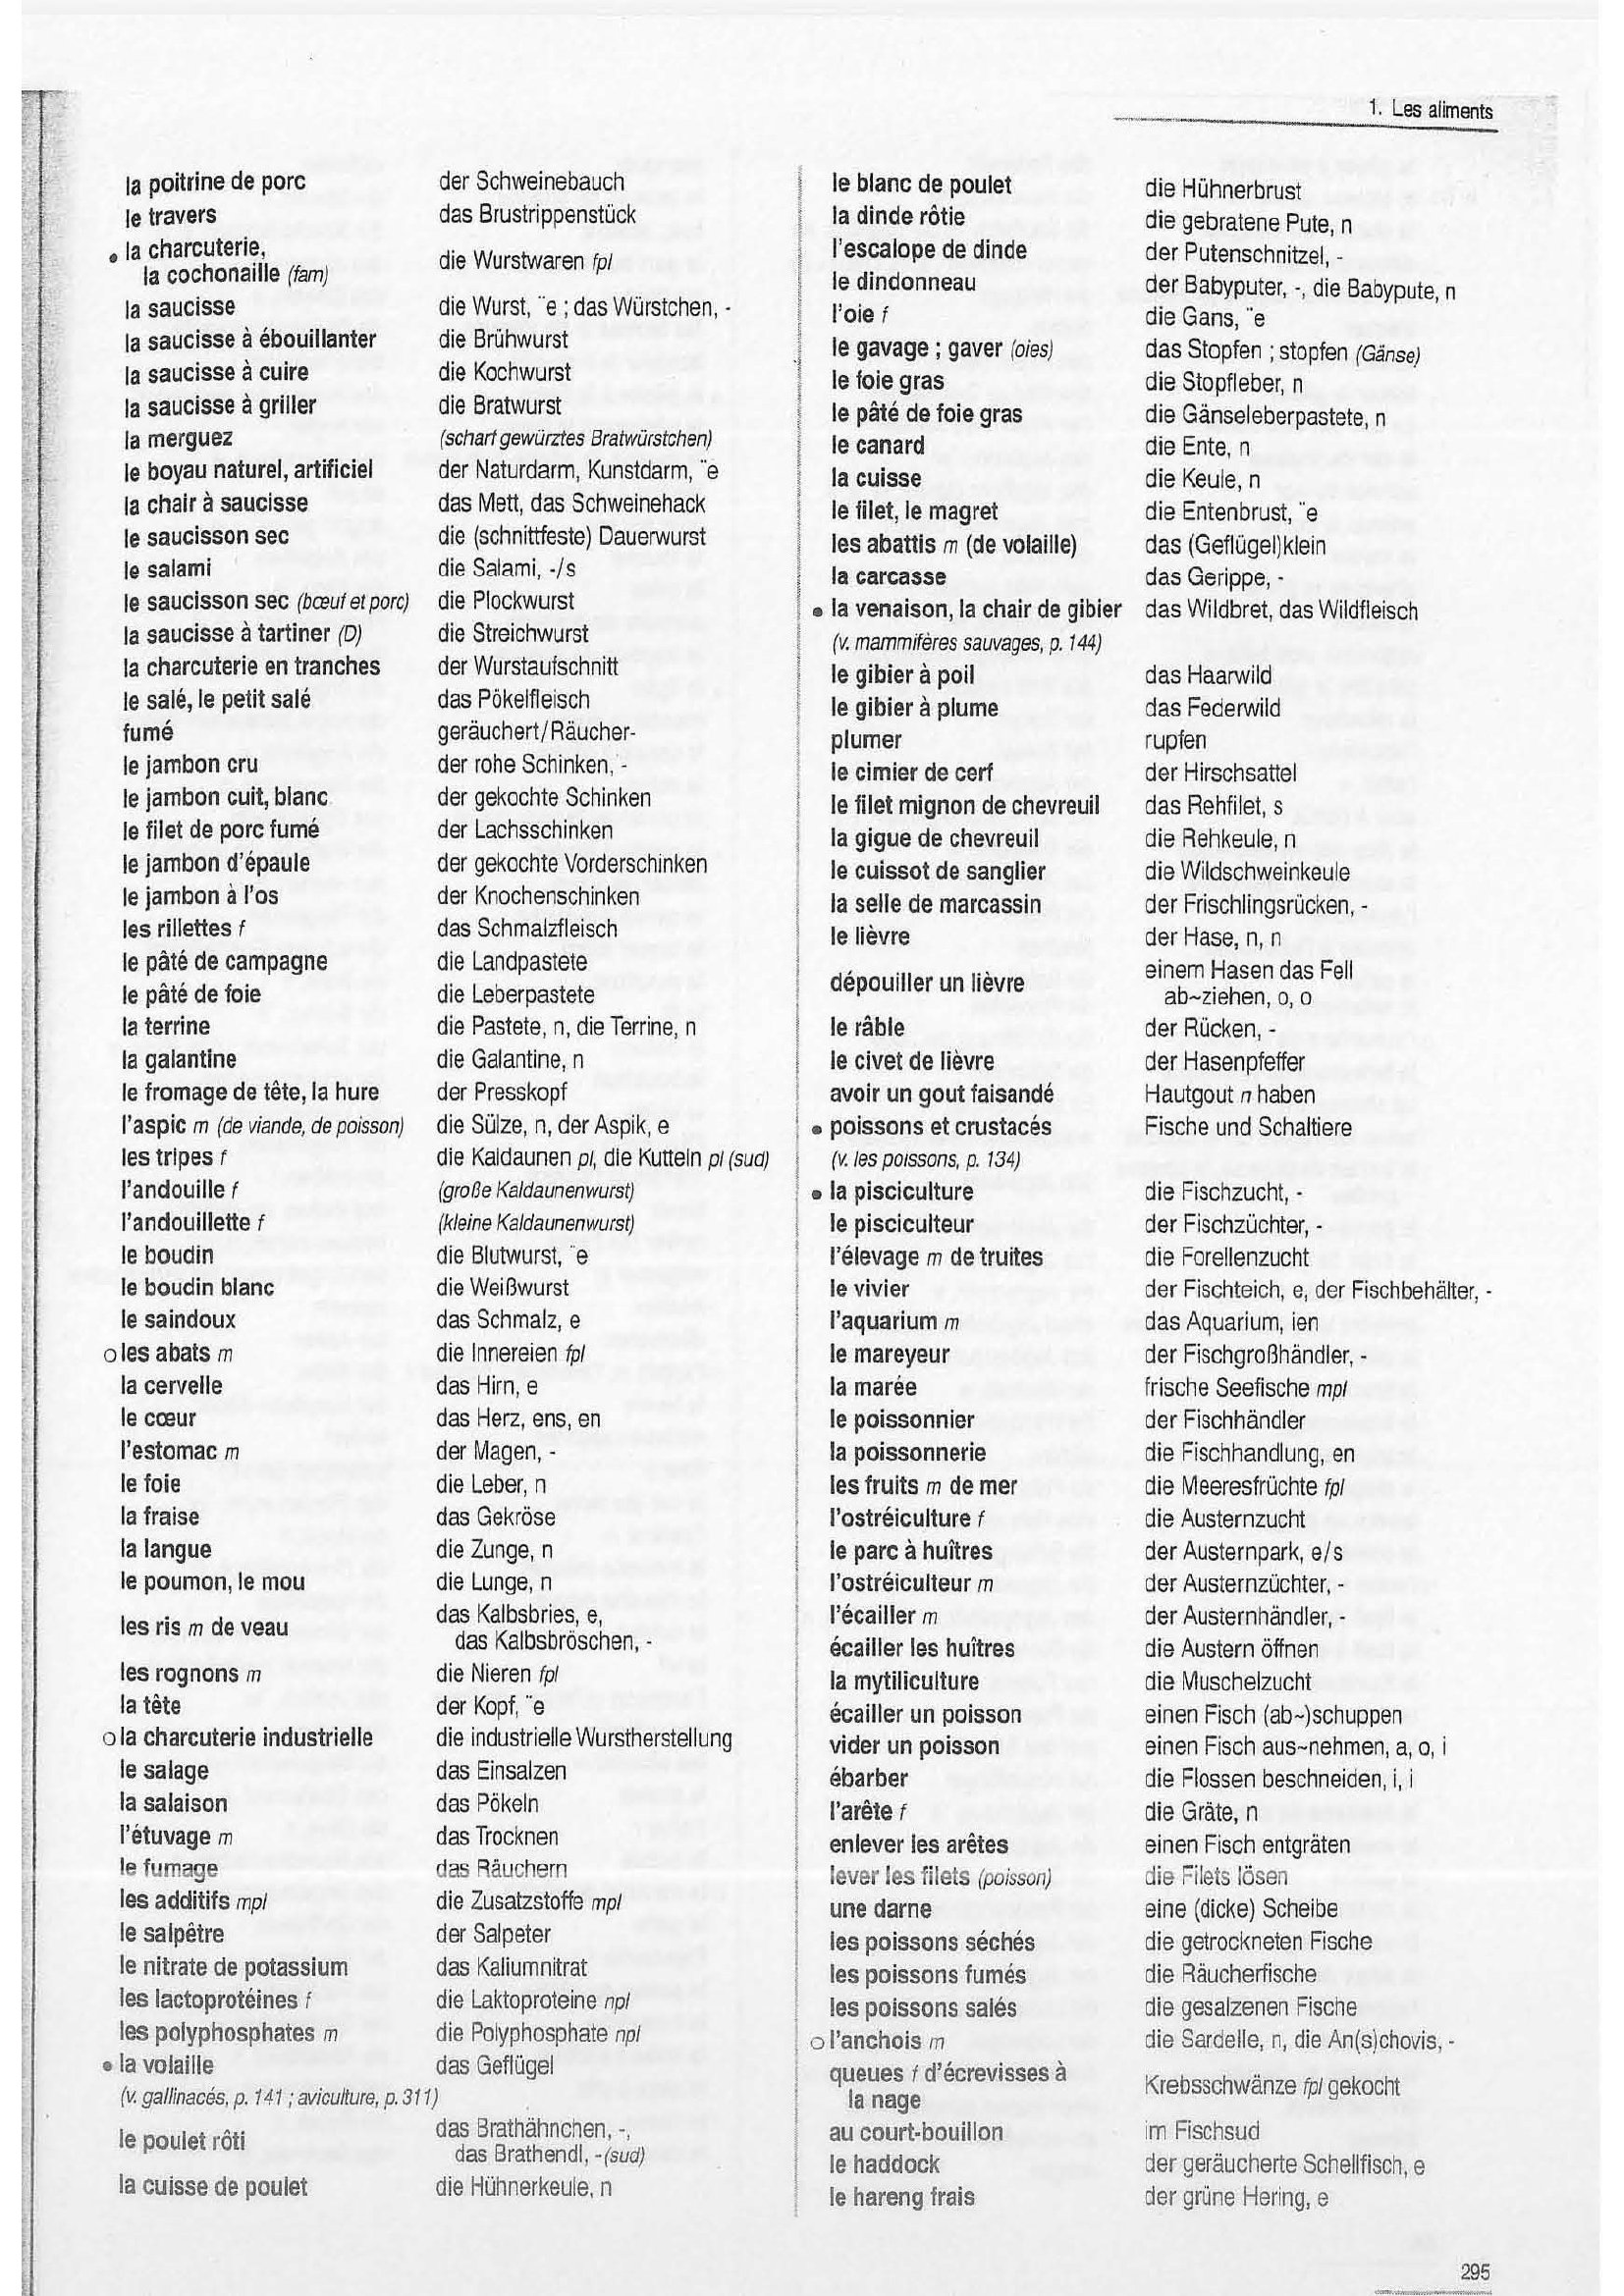 1. Les aliments
la poitrine de porc der Schweinebauch
le travers das Brustrippenstück
• la charcuterie,
la cochonaille (fam) die Wurstwaren fpl
la saucisse die Wurst, ¨e ; das Würstchen, -
la saucisse à ébouillanter die Brühwurst
la saucisse à cuire die Kochwurst
la saucisse à griller die Bratwurst
la merguez (scharf gewürztes Bratwürstchen)
le boyau naturel, artificiel der Naturdarm, Kunstdarm, ¨e
la chair à saucisse das Mett, das Schweinehack
le saucisson sec die (schnittfeste) Dauerwurst
le salami die Salami, -/s
le saucisson sec (bœuf et porc) die Plockwurst
la saucisse à tartiner (D) die Streichwurst
la charcuterie en tranches der Wurstaufschnitt
le salé, le petit salé das Pökelfleisch
fumé geräuchert/Räucher-
le jambon cru der rohe Schinken, -
le jambon cuit, blanc der gekochte Schinken
le filet de porc fumé der Lachsschinken
le jambon d'épaule der gekochte Vorderschinken
le jambon à l'os der Knochenschinken
les rillettes f das Schmalzfleisch
le pâté de campagne die Landpastete
le pâté de foie die Leberpastete
la terrine die Pastete, n, die Terrine, n
la galantine die Galantine, n
le fromage de tête, la hure der Presskopf
l'aspic m (de viande, de poisson) die Sülze, n, der Aspik, e
les tripes f die Kaldaunen pl, die Kutteln pl (sud)
l'andouille f (große Kaldaunenwurst)
l'andouillette f (kleine Kaldaunenwurst)
le boudin die Blutwurst, ¨e
le boudin blanc die Weißwurst
le saindoux das Schmalz, e
o les abats m die Innereien fpl
la cervelle das Hirn, e
le cœur das Herz, ens, en
l'estomac m der Magen, -
le foie die Leber, n
la fraise das Gekröse
la langue die Zunge, n
le poumon, le mou die Lunge, n
les ris m de veau das Kalbsbries, e,
das Kalbsbröschen, -
les rognons m die Nieren fpl
la tête der Kopf, ¨e
o la charcuterie industrielle die industrielle Wurstherstellung
le salage das Einsalzen
la salaison das Pökeln
l'étuvage m das Trocknen
le fumage das Räuchern
les additifs mpl die Zusatzstoffe mpl
le salpêtre der Salpeter
le nitrate de potassium das Kaliumnitrat
les lactoprotéines f die Laktoproteine npl
les polyphosphates m die Polyphosphate npl
• la volaille das Geflügel
(v. gallinacés, p. 141 ; aviculture, p. 311)
le poulet rôti das Brathähnchen, -,
das Brathendl, - (sud)
la cuisse de poulet die Hühnerkeule, n
le blanc de poulet die Hühnerbrust
la dinde rôtie die gebratene Pute, n
l'escalope de dinde der Putenschnitzel, -
le dindonneau der Babyputer, -, die Babypute, n
l'oie f die Gans, ¨e
le gavage ; gaver (oies) das Stopfen ; stopfen (Gänse)
le foie gras die Stopfleber, n
le pâté de foie gras die Gänseleberpastete, n
le canard die Ente, n
la cuisse die Keule, n
le filet, le magret die Entenbrust, ¨e
les abattis m (de volaille) das (Geflügel)klein
la carcasse das Gerippe, -
• la venaison, la chair de gibier das Wildbret, das Wildfleisch
(v. mammifères sauvages, p. 144)
le gibier à poil das Haarwild
le gibier à plume das Federwild
plumer rupfen
le cimier de cerf der Hirschsattel
le filet mignon de chevreuil das Rehfilet, s
la gigue de chevreuil die Rehkeule, n
le cuissot de sanglier die Wildschweinkeule
la selle de marcassin der Frischlingsrücken, -
le lièvre der Hase, n, n
dépouiller un lièvre einem Hasen das Fell
ab~ziehen, o, o
le râble der Rücken, -
le civet de lièvre der Hasenpfeffer
avoir un gout faisandé Hautgout n haben
• poissons et crustacés Fische und Schaltiere
(v. les poissons, p. 134)
• la pisciculture die Fischzucht, -
le pisciculteur der Fischzüchter, -
l'élevage m de truites die Forellenzucht
le vivier der Fischteich, e, der Fischbehälter, -
l'aquarium m das Aquarium, ien
le mareyeur der Fischgroßhändler, -
la marée frische Seefische mpl
le poissonnier der Fischhändler
la poissonnerie die Fischhandlung, en
les fruits m de mer die Meeresfrüchte fpl
l'ostréiculture f die Austernzucht
le parc à huîtres der Austernpark, e/s
l'ostréiculteur m der Austernzüchter, -
l'écailler m der Austernhändler, -
écailler les huîtres die Austern öffnen
la mytiliculture die Muschelzucht
écailler un poisson einen Fisch (ab~)schuppen
vider un poisson einen Fisch aus~nehmen, a, o, i
ébarber die Flossen beschneiden, i, i
l'arête f die Gräte, n
enlever les arêtes einen Fisch entgräten
lever les filets (poisson) die Filets lösen
une darne eine (dicke) Scheibe
les poissons séchés die getrockneten Fische
les poissons fumés die Räucherfische
les poissons salés die gesalzenen Fische
o l'anchois m die Sardelle, n, die An(s)chovis, -
queues f d'écrevisses à
la nage Krebsschwänze fpl gekocht
au court-bouillon im Fischsud
le haddock der geräucherte Schellfisch, e
le hareng frais der grüne Hering, e
295